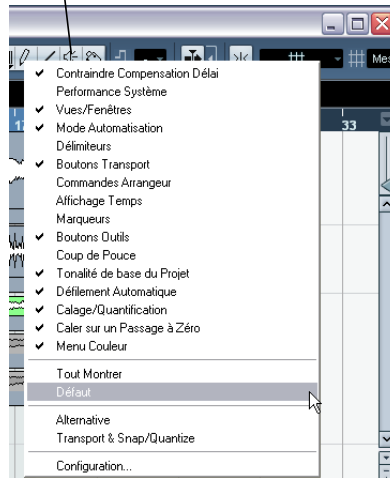 Mes
17
33
Contraindre Compensation Délai
Performance Système
Vues/Fenêtres
Mode Automatisation
Délimiteurs
Boutons Transport
Commandes Arrangeur
Affichage Temps
Marqueurs
Boutons Outils
Coup de Pouce
Tonalité de base du Projet
Défilement Automatique
Calage/Quantification
Caler sur un Passage à Zéro
Menu Couleur
Tout Montrer
Défaut
Alternative
Transport & Snap/Quantize
Configuration...